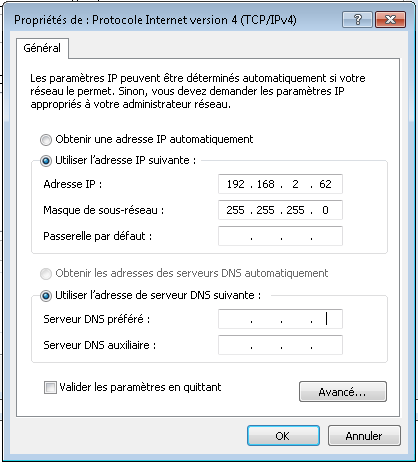 Propriétés de : Protocole Internet version 4 (TCP/IPv4)
Général
Les paramètres IP peuvent être déterminés automatiquement si votre
réseau le permet. Sinon, vous devez demander les paramètres IP
appropriés à votre administrateur réseau.
Obtenir une adresse IP automatiquement
Utiliser l'adresse IP suivante :
Adresse IP : 192 . 168 . 2 . 62
Masque de sous-réseau : 255 . 255 . 255 . 0
Passerelle par défaut : . . .
Obtenir les adresses des serveurs DNS automatiquement
Utiliser l'adresse de serveur DNS suivante :
Serveur DNS préféré : . . .
Serveur DNS auxiliaire : . . .
Valider les paramètres en quittant
Avancé...
OK Annuler